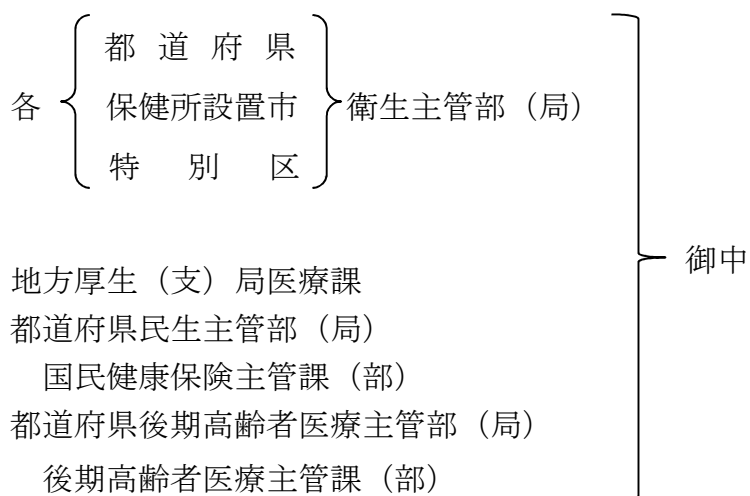 都道府県
各 保健所設置市 衛生主管部（局）
特別区
御中
地方厚生（支）局医療課
都道府県民生主管部（局）
国民健康保険主管課（部）
都道府県後期高齢者医療主管部（局）
後期高齢者医療主管課（部）